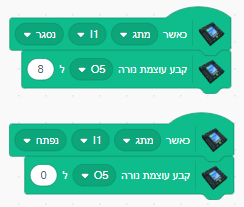 כאשר מתג I1 נסגר
קבע עוצמת נורה O5 ל 8
כאשר מתג I1 נפתח
קבע עוצמת נורה O5 ל 0